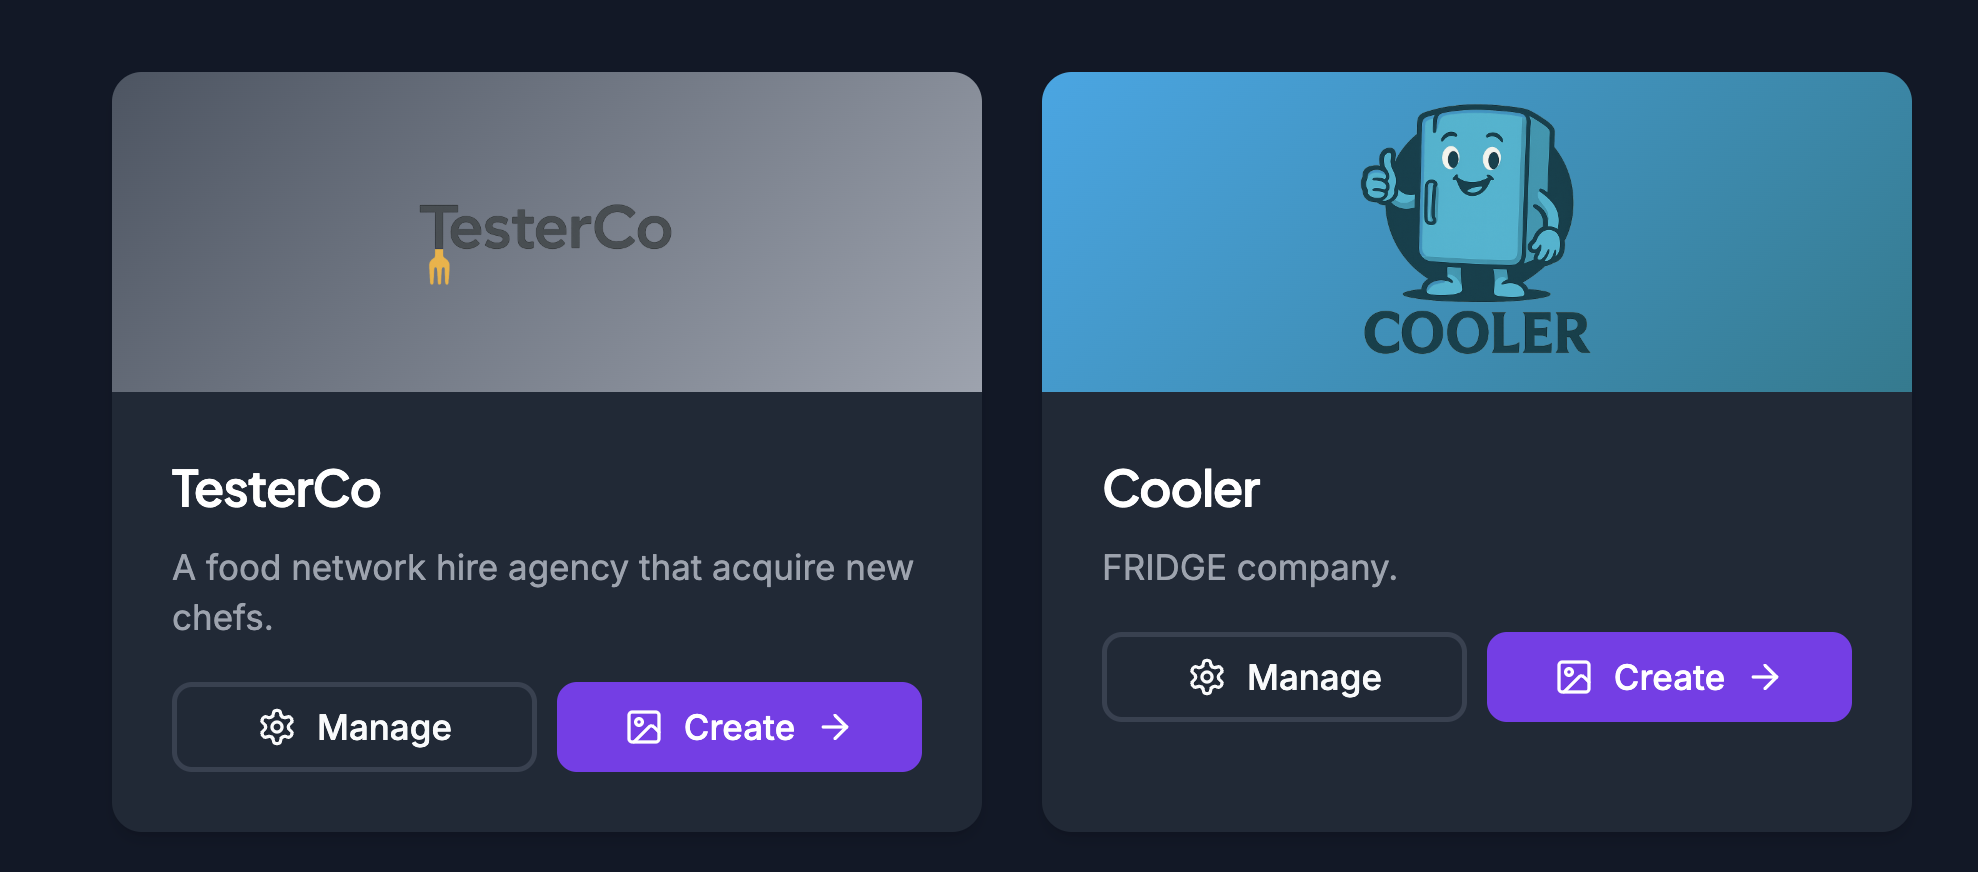 TesterCo
TesterCo
A food network hire agency that acquire new
chefs.
Manage
Create
COOLER
Cooler
FRIDGE company.
Manage
Create